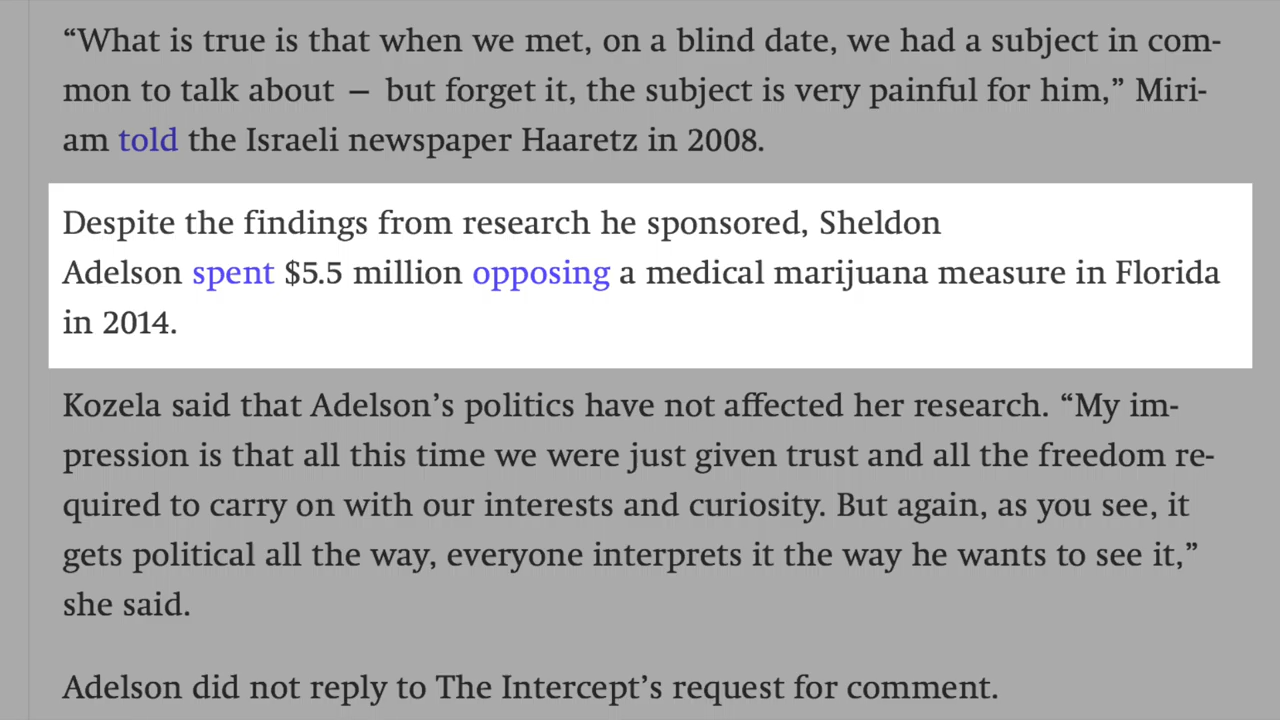 “What is true is that when we met, on a blind date, we had a subject in com-
mon to talk about — but forget it, the subject is very painful for him,” Miri-
am told the Israeli newspaper Haaretz in 2008.
Despite the findings from research he sponsored, Sheldon
Adelson spent $5.5 million opposing a medical marijuana measure in Florida
in 2014.
Kozela said that Adelson’s politics have not affected her research. “My im-
pression is that all this time we were just given trust and all the freedom re-
quired to carry on with our interests and curiosity. But again, as you see, it
gets political all the way, everyone interprets it the way he wants to see it,”
she said.
Adelson did not reply to The Intercept’s request for comment.